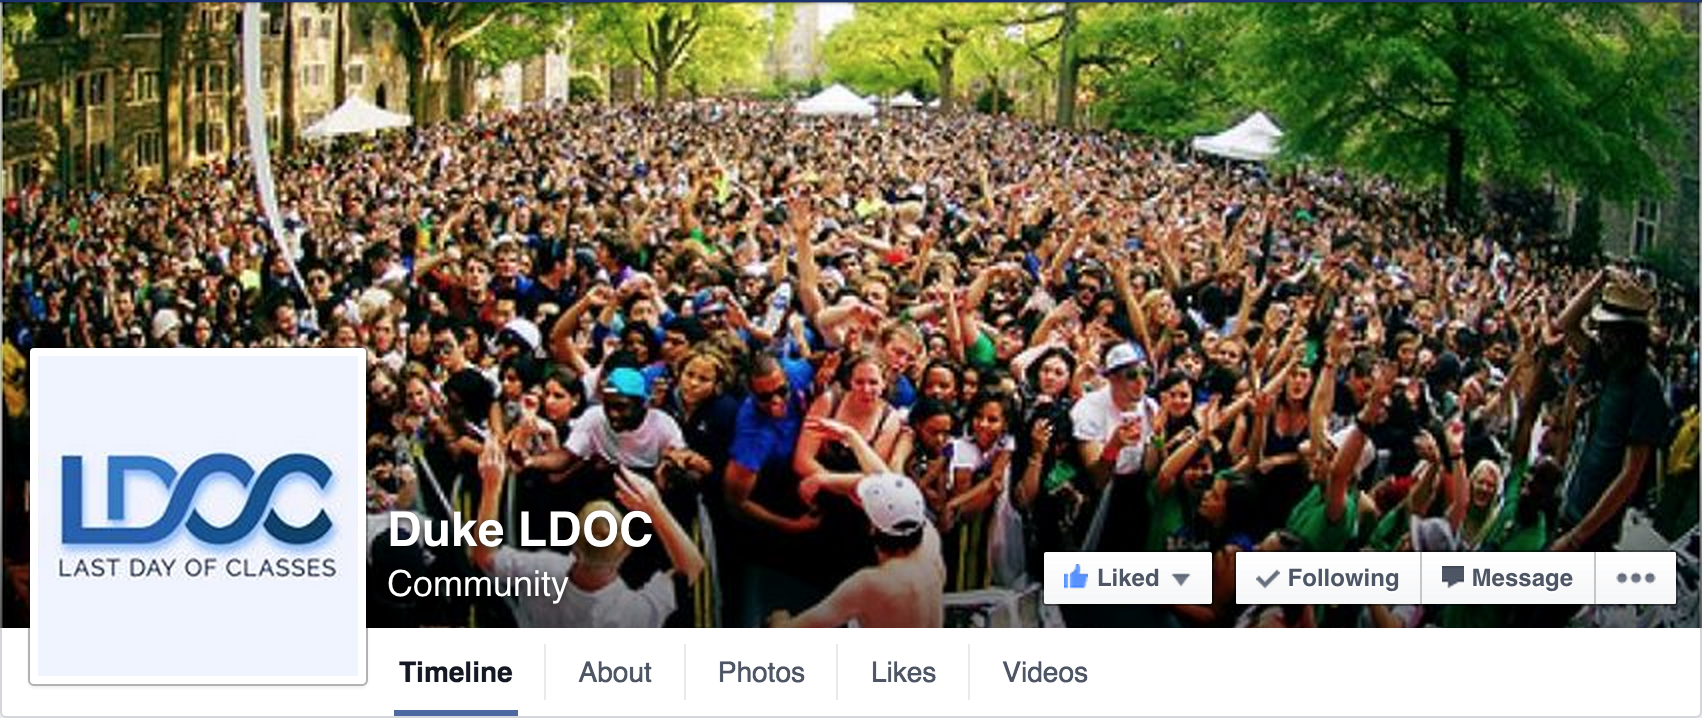 LDOC
LAST DAY OF CLASSES
Duke LDOC
Community
Liked
Following
Message
Timeline
About
Photos
Likes
Videos